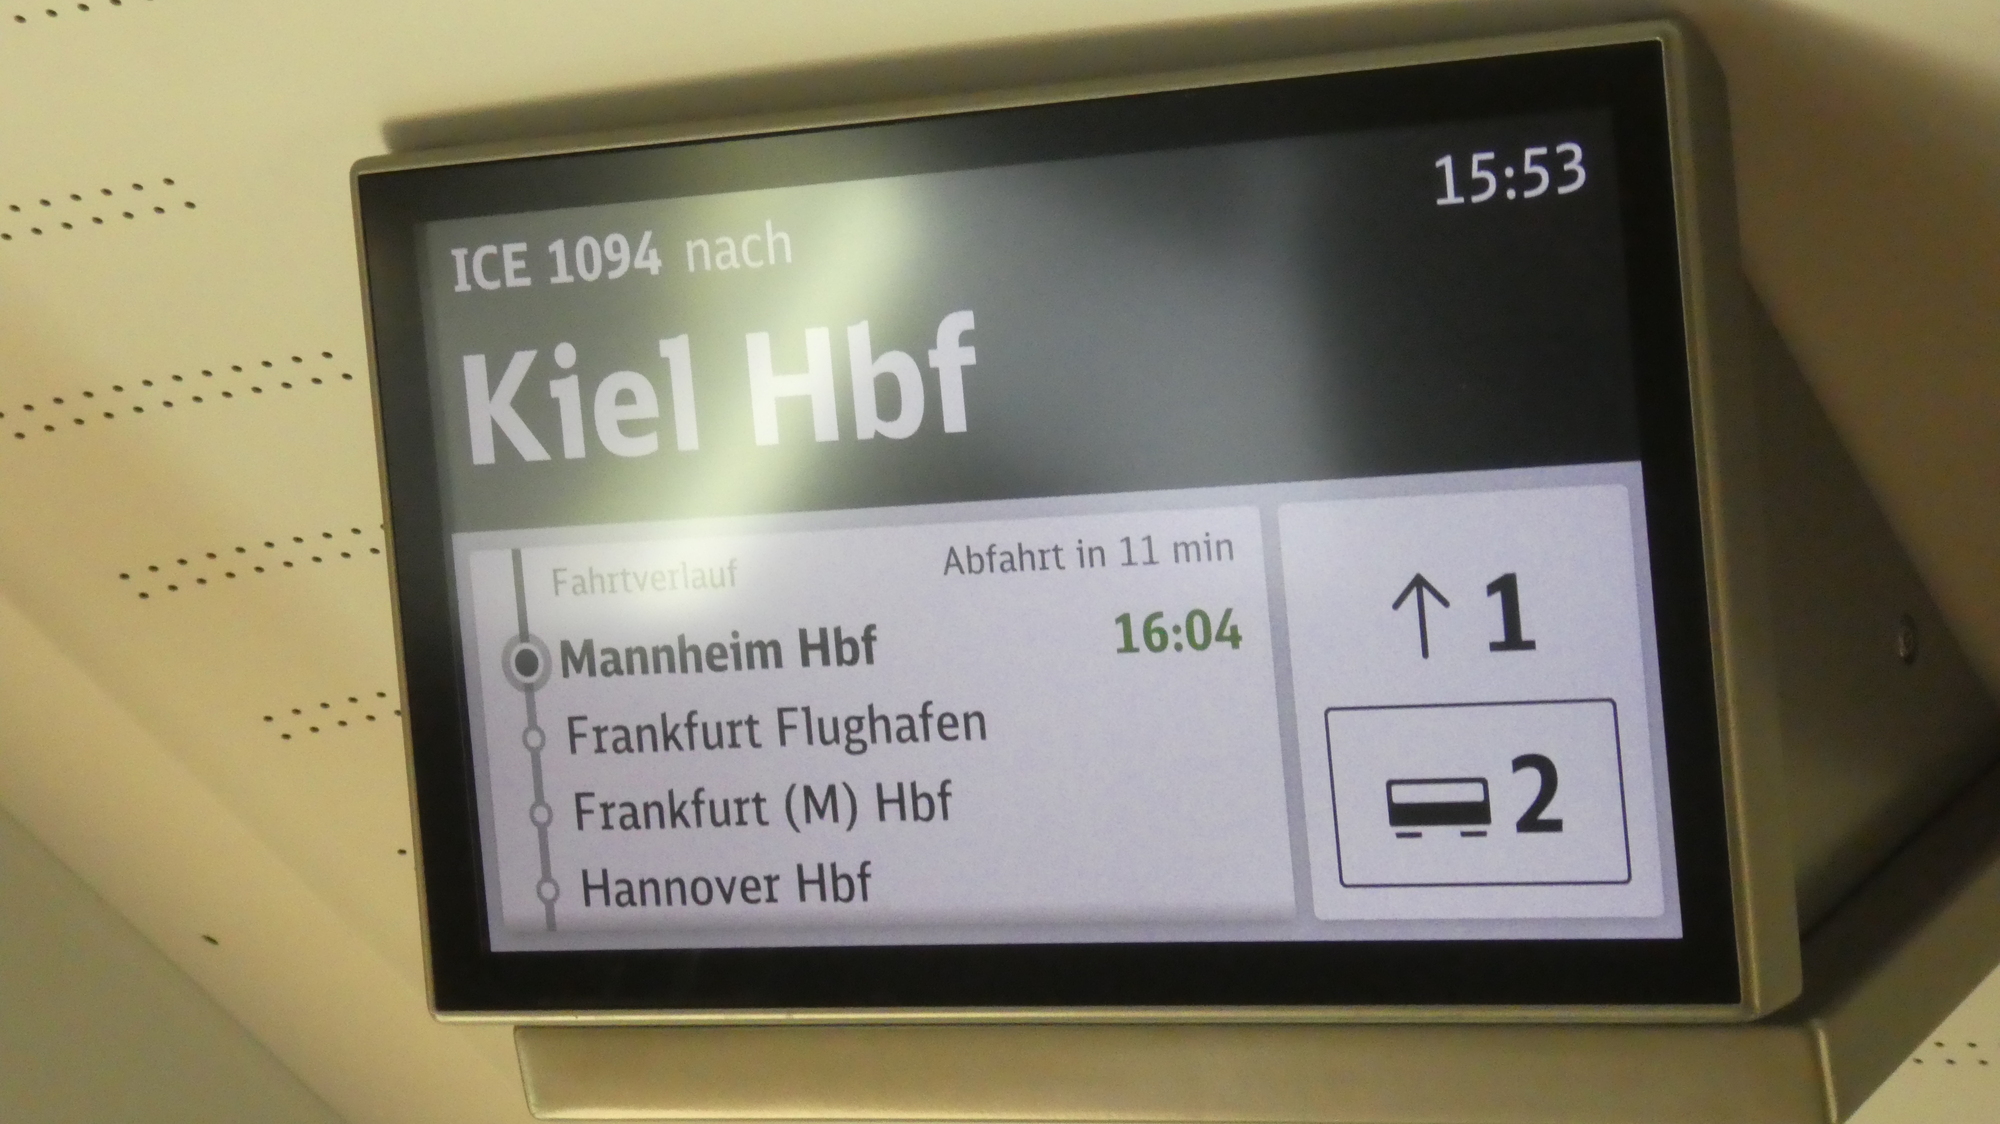 15:53
ICE 1094 nach
Kiel Hbf
Fahrtverlauf
Abfahrt in 11 min
Mannheim Hbf 16:04
Frankfurt Flughafen
Frankfurt (M) Hbf
Hannover Hbf
↑ 1
2